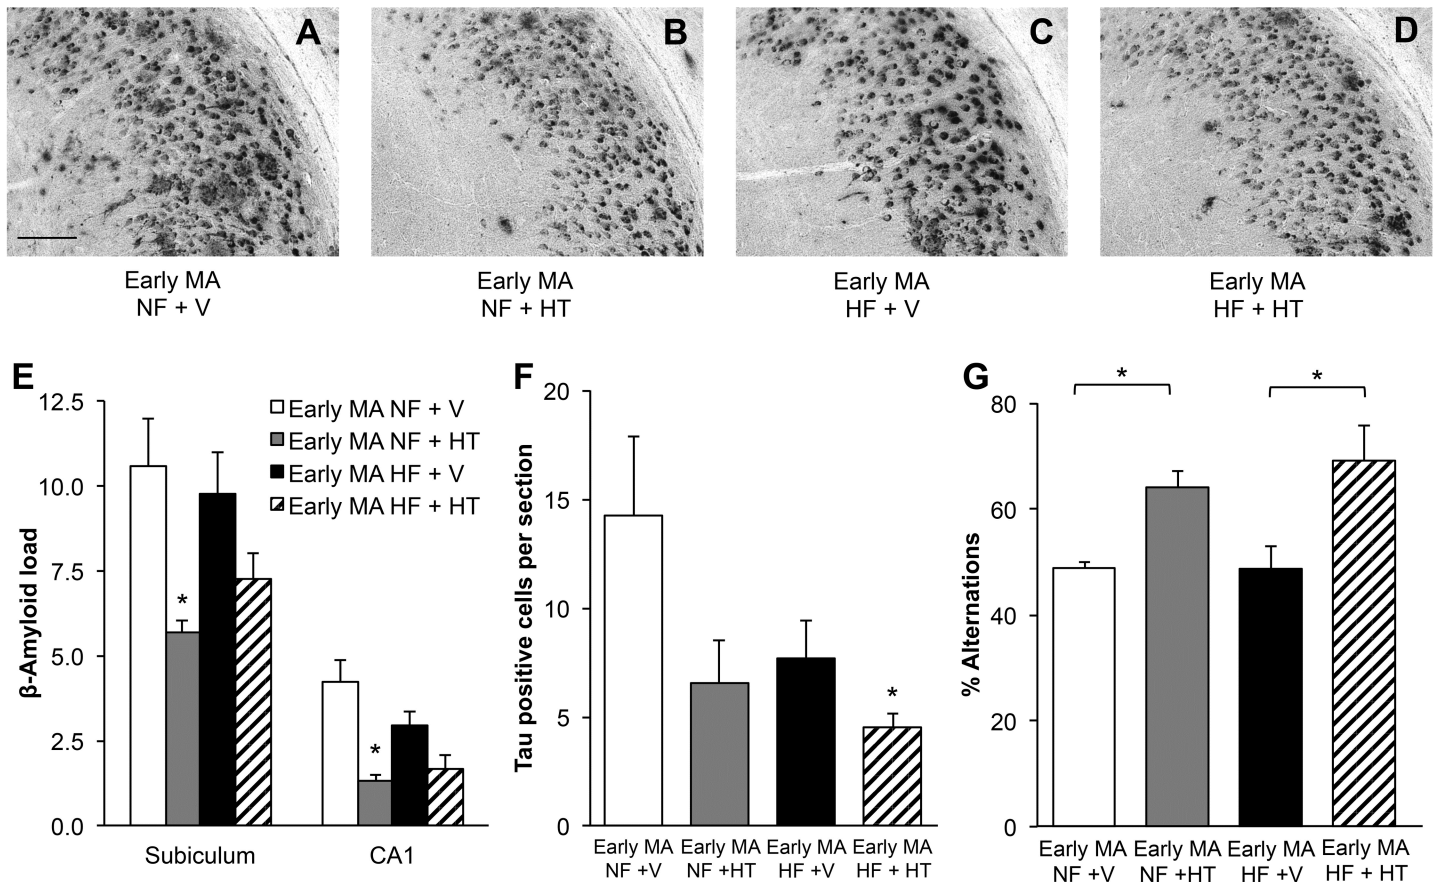 A
B
C
D
Early MA
NF + V
Early MA
NF + HT
Early MA
HF + V
Early MA
HF + HT
E
β-Amyloid load
12.5
10.0
7.5
5.0
2.5
0.0
Early MA NF + V
Early MA NF + HT
Early MA HF + V
Early MA HF + HT
*
*
Subiculum
CA1
F
Tau positive cells per section
20
15
10
5
0
*
Early MA
NF +V
Early MA
NF +HT
Early MA
HF +V
Early MA
HF + HT
G
% Alternations
80
60
40
20
0
*
*
Early MA
NF +V
Early MA
NF +HT
Early MA
HF +V
Early MA
HF + HT